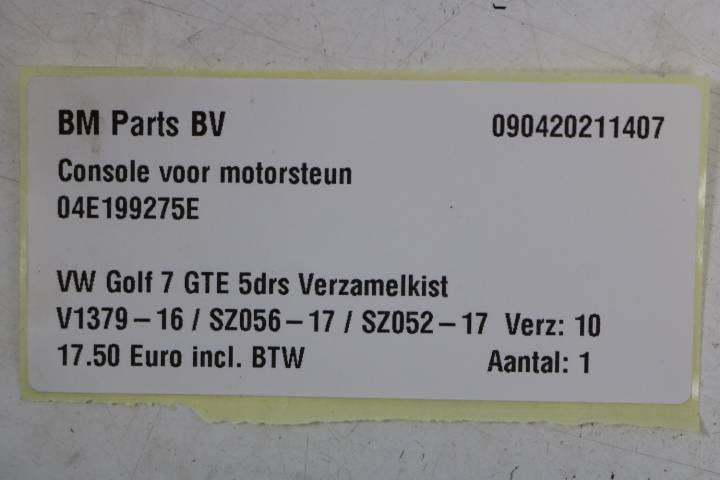 BM Parts BV 090420211407
Console voor motorsteun
04E199275E
VW Golf 7 GTE 5drs Verzamelkist
V1379-16 / SZ056-17 / SZ052-17 Verz: 10
17.50 Euro incl. BTW Aantal: 1